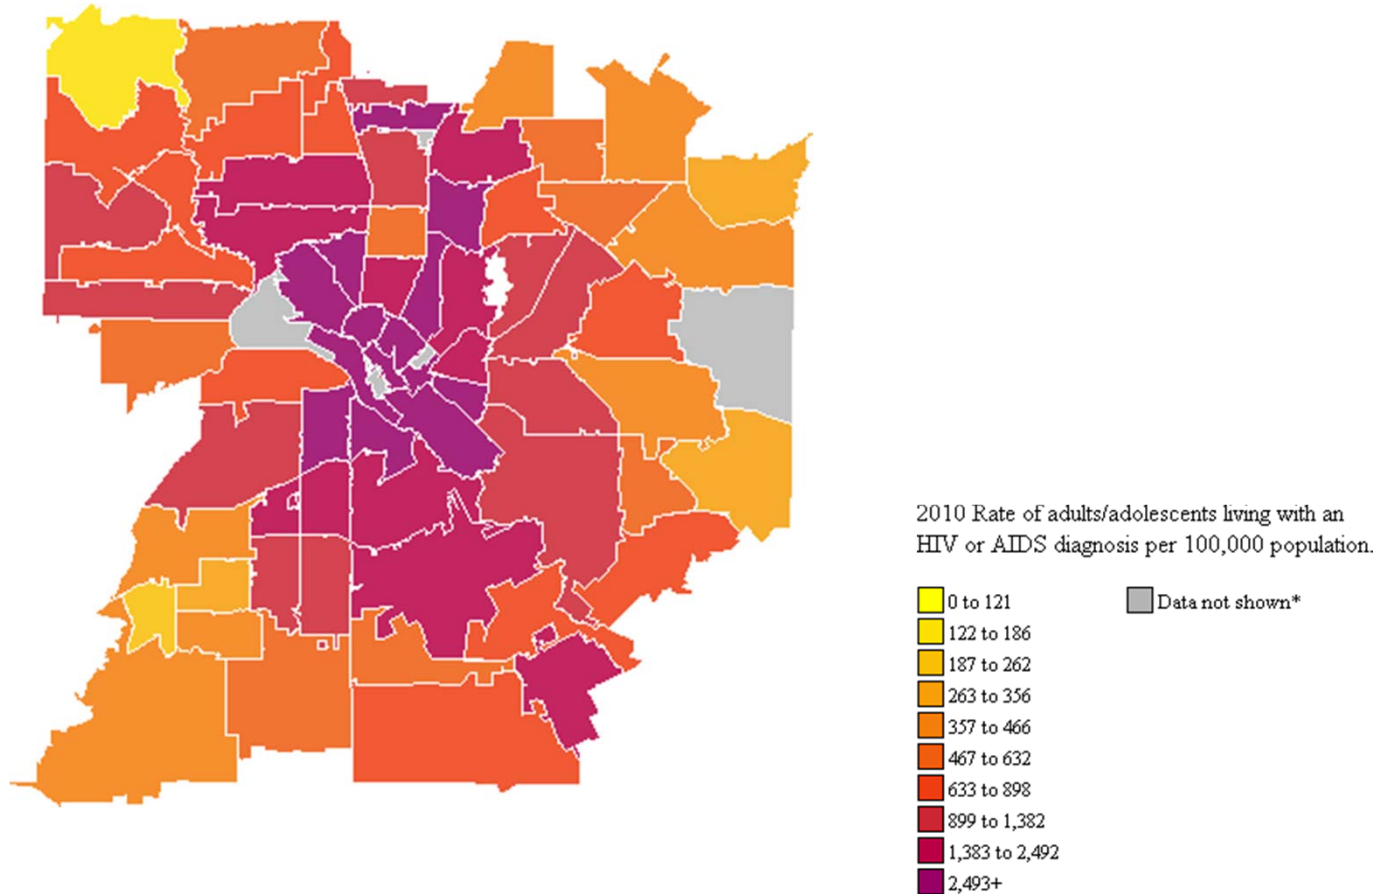 2010 Rate of adults/adolescents living with an
HIV or AIDS diagnosis per 100,000 population.
0 to 121
Data not shown*
122 to 186
187 to 262
263 to 356
357 to 466
467 to 632
633 to 898
899 to 1,382
1,383 to 2,492
2,493+